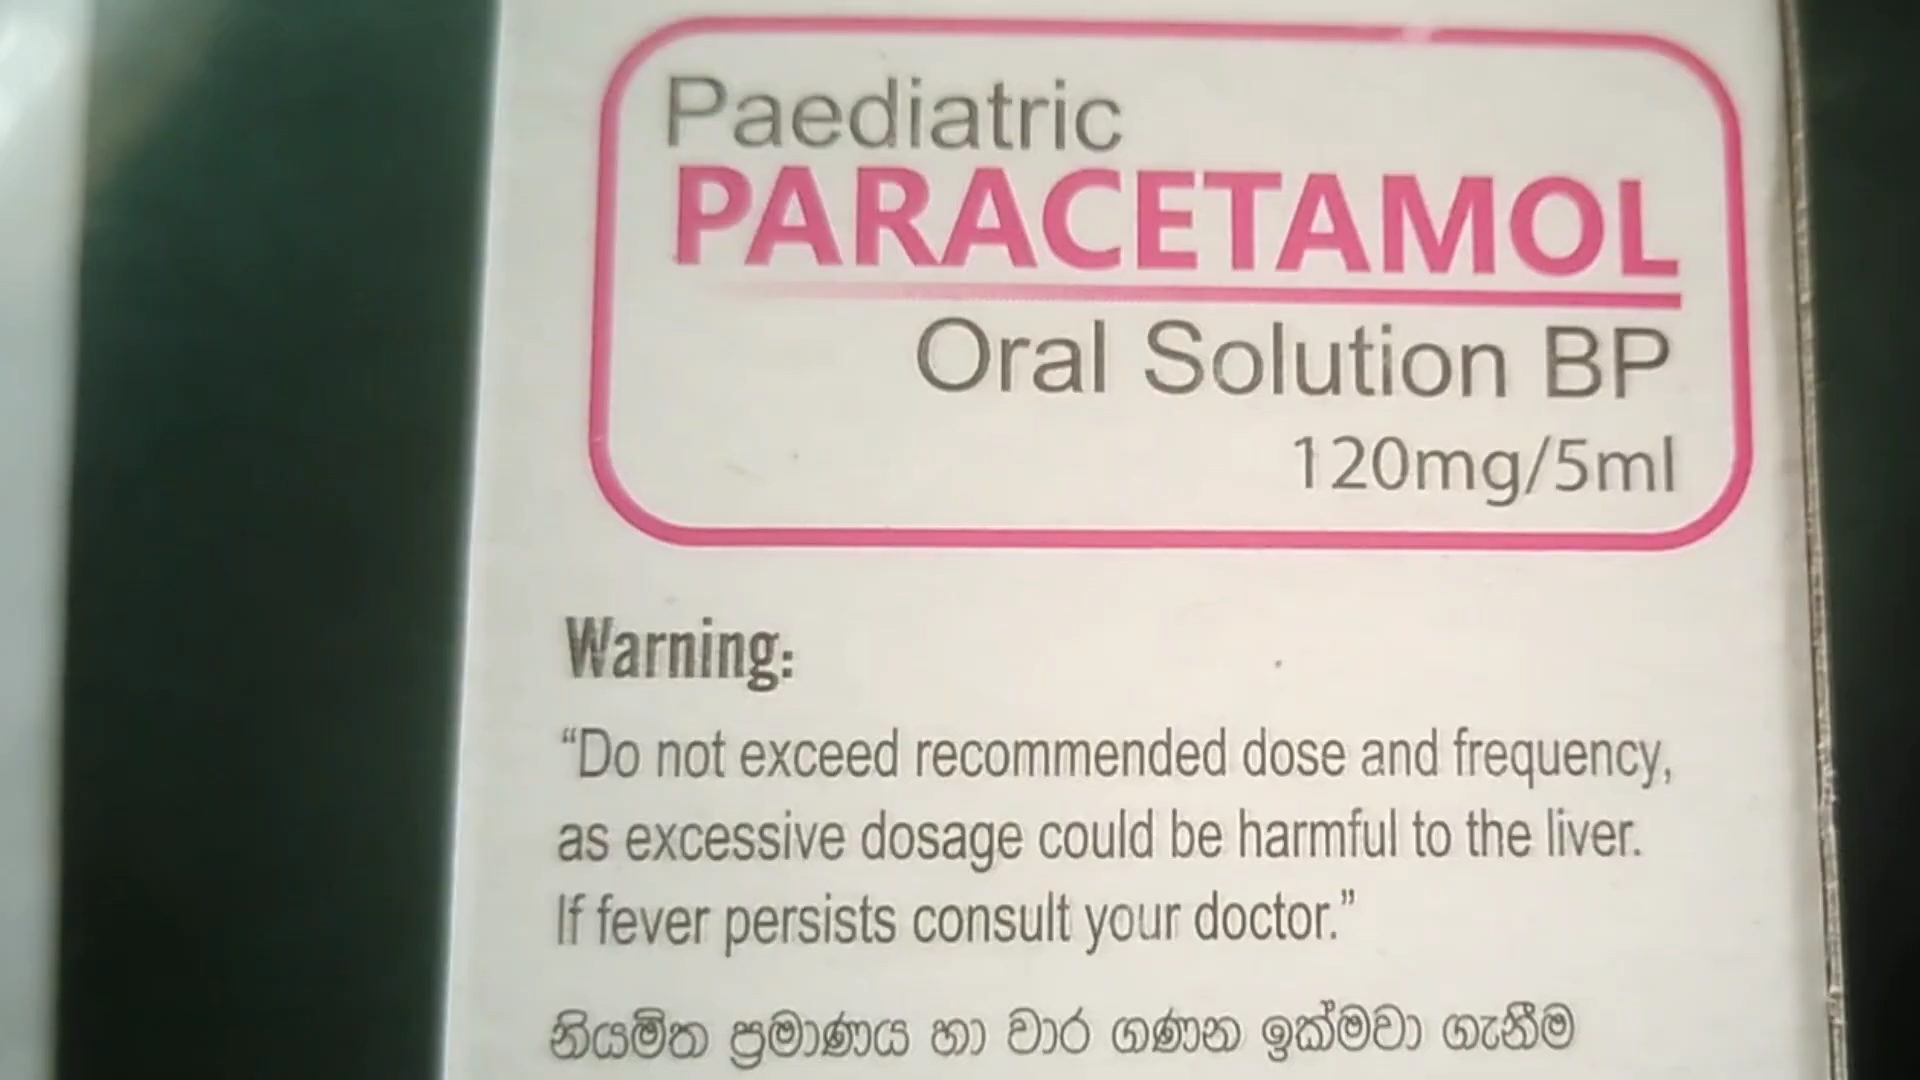 Paediatric
PARACETAMOL
Oral Solution BP
120mg/5ml
Warning:
“Do not exceed recommended dose and frequency,
as excessive dosage could be harmful to the liver.
If fever persists consult your doctor.”
නියමිත ප්‍රමාණය හා වාර ගණන ඉක්මවා ගැනීම